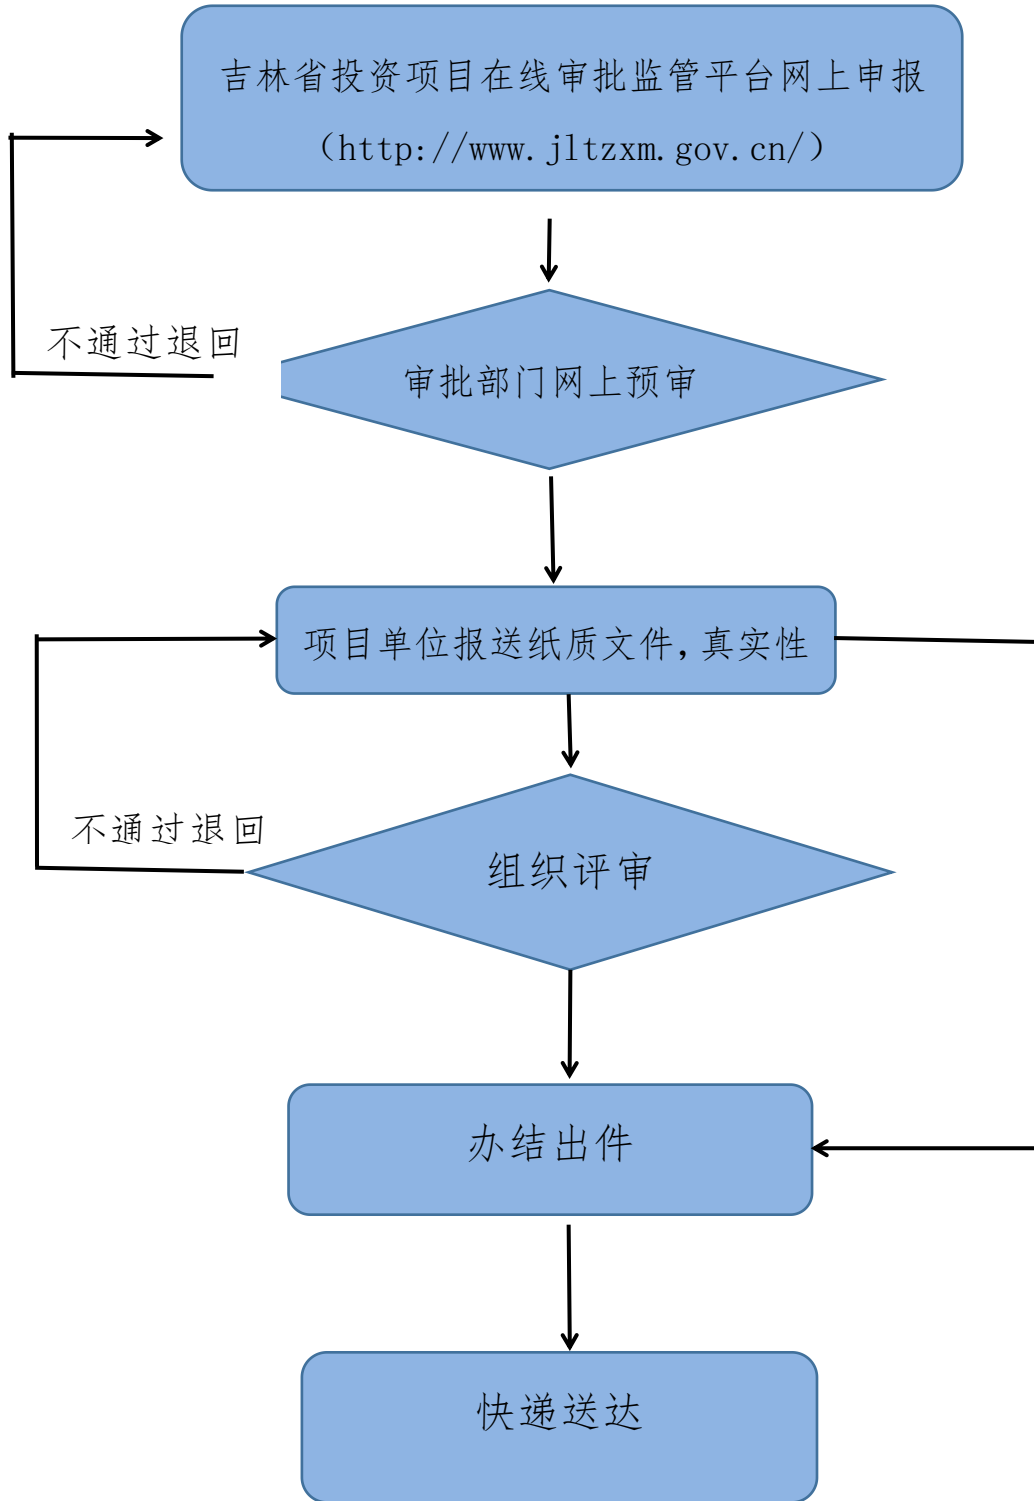 吉林省投资项目在线审批监管平台网上申报
（http://www.jltzxm.gov.cn/）
不通过退回
审批部门网上预审
项目单位报送纸质文件,真实性
不通过退回
组织评审
办结出件
快递送达